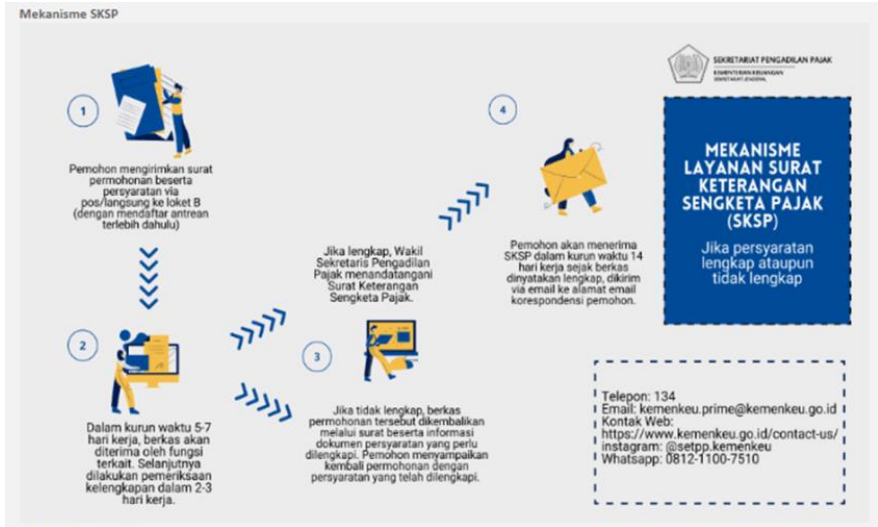 Mekanisme SKSP
1
Pemohon mengirimkan surat
permohonan beserta
persyaratan via
pos/langsung ke loket B
(dengan mendaftar antrean
terlebih dahulu)
2
Dalam kurun waktu 5-7
hari kerja, berkas akan
diterima oleh fungsi
terkait. Selanjutnya
dilakukan pemeriksaan
kelengkapan dalam 2-3
hari kerja.
Jika lengkap, Wakil
Sekretaris Pengadilan
Pajak menandatangani
Surat Keterangan
Sengketa Pajak.
3
Jika tidak lengkap, berkas
permohonan tersebut dikembalikan
melalui surat beserta informasi
dokumen persyaratan yang perlu
dilengkapi. Pemohon menyampaikan
kembali permohonan dengan
persyaratan yang telah dilengkapi.
4
Pemohon akan menerima
SKSP dalam kurun waktu 14
hari kerja sejak berkas
dinyatakan lengkap, dikirim
via email ke alamat email
korespondensi pemohon.
SEKRETARIAT PENGADILAN PAJAK
KEMENTERIAN KEUANGAN
SEKRETARIAT JENDERAL
MEKANISME
LAYANAN SURAT
KETERANGAN
SENGKETA PAJAK
(SKSP)
Jika persyaratan
lengkap ataupun
tidak lengkap
Telepon: 134
Email: kemenkeu.prime@kemenkeu.go.id
Kontak Web:
https://www.kemenkeu.go.id/contact-us/
instagram: @setpp.kemenkeu
Whatsapp: 0812-1100-7510